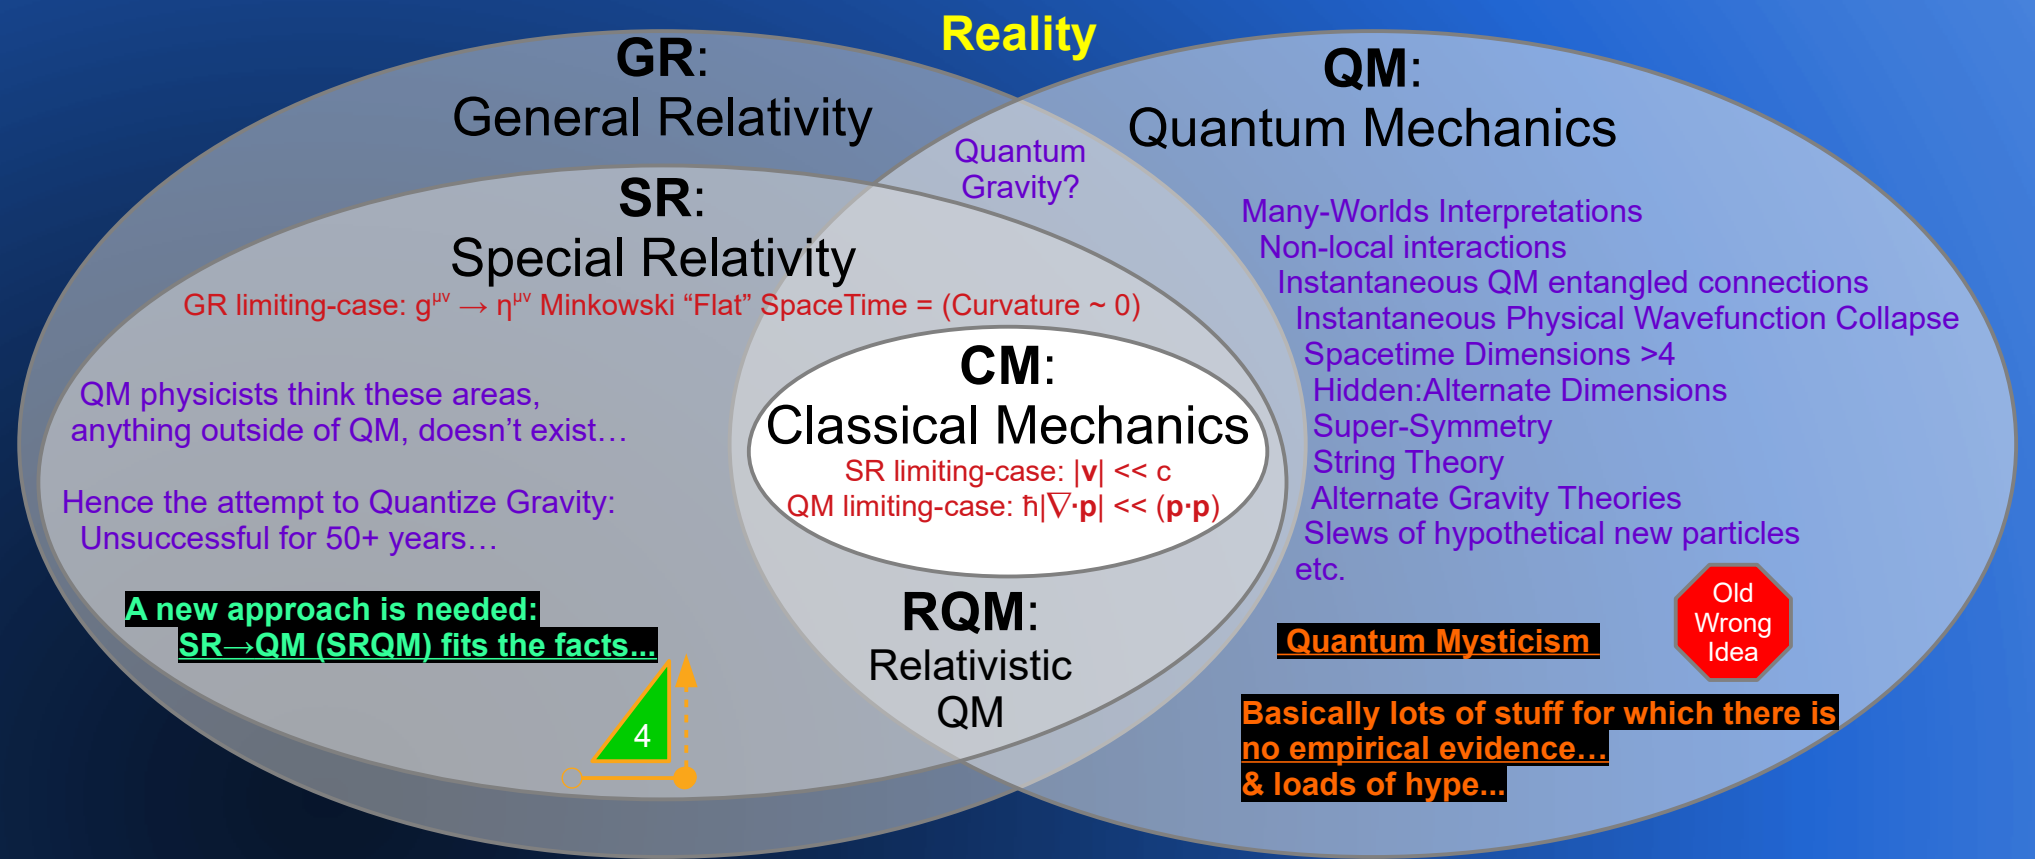 Reality
GR:
General Relativity
QM:
Quantum Mechanics
Quantum
Gravity?
SR:
Special Relativity
GR limiting-case: g^μν → η^μν Minkowski “Flat” SpaceTime = (Curvature ~ 0)
QM physicists think these areas,
anything outside of QM, doesn’t exist…
Hence the attempt to Quantize Gravity:
Unsuccessful for 50+ years…
A new approach is needed:
SR→QM (SRQM) fits the facts...
4
CM:
Classical Mechanics
SR limiting-case: |v| << c
QM limiting-case: ħ|∇·p| << (p·p)
RQM:
Relativistic
QM
Many-Worlds Interpretations
Non-local interactions
Instantaneous QM entangled connections
Instantaneous Physical Wavefunction Collapse
Spacetime Dimensions >4
Hidden:Alternate Dimensions
Super-Symmetry
String Theory
Alternate Gravity Theories
Slews of hypothetical new particles
etc.
Old
Wrong
Idea
Quantum Mysticism
Basically lots of stuff for which there is
no empirical evidence…
& loads of hype...